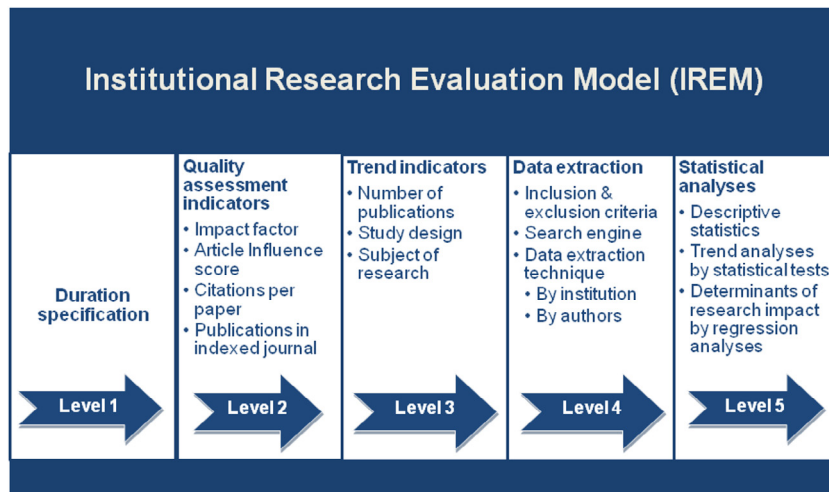 Institutional Research Evaluation Model (IREM)
Duration
specification
Level 1
Quality
assessment
indicators
• Impact factor
• Article Influence
score
• Citations per
paper
• Publications in
indexed journal
Level 2
Trend indicators
• Number of
publications
• Study design
• Subject of
research
Level 3
Data extraction
• Inclusion &
exclusion criteria
• Search engine
• Data extraction
technique
• By institution
• By authors
Level 4
Statistical
analyses
• Descriptive
statistics
• Trend analyses
by statistical tests
• Determinants of
research impact
by regression
analyses
Level 5